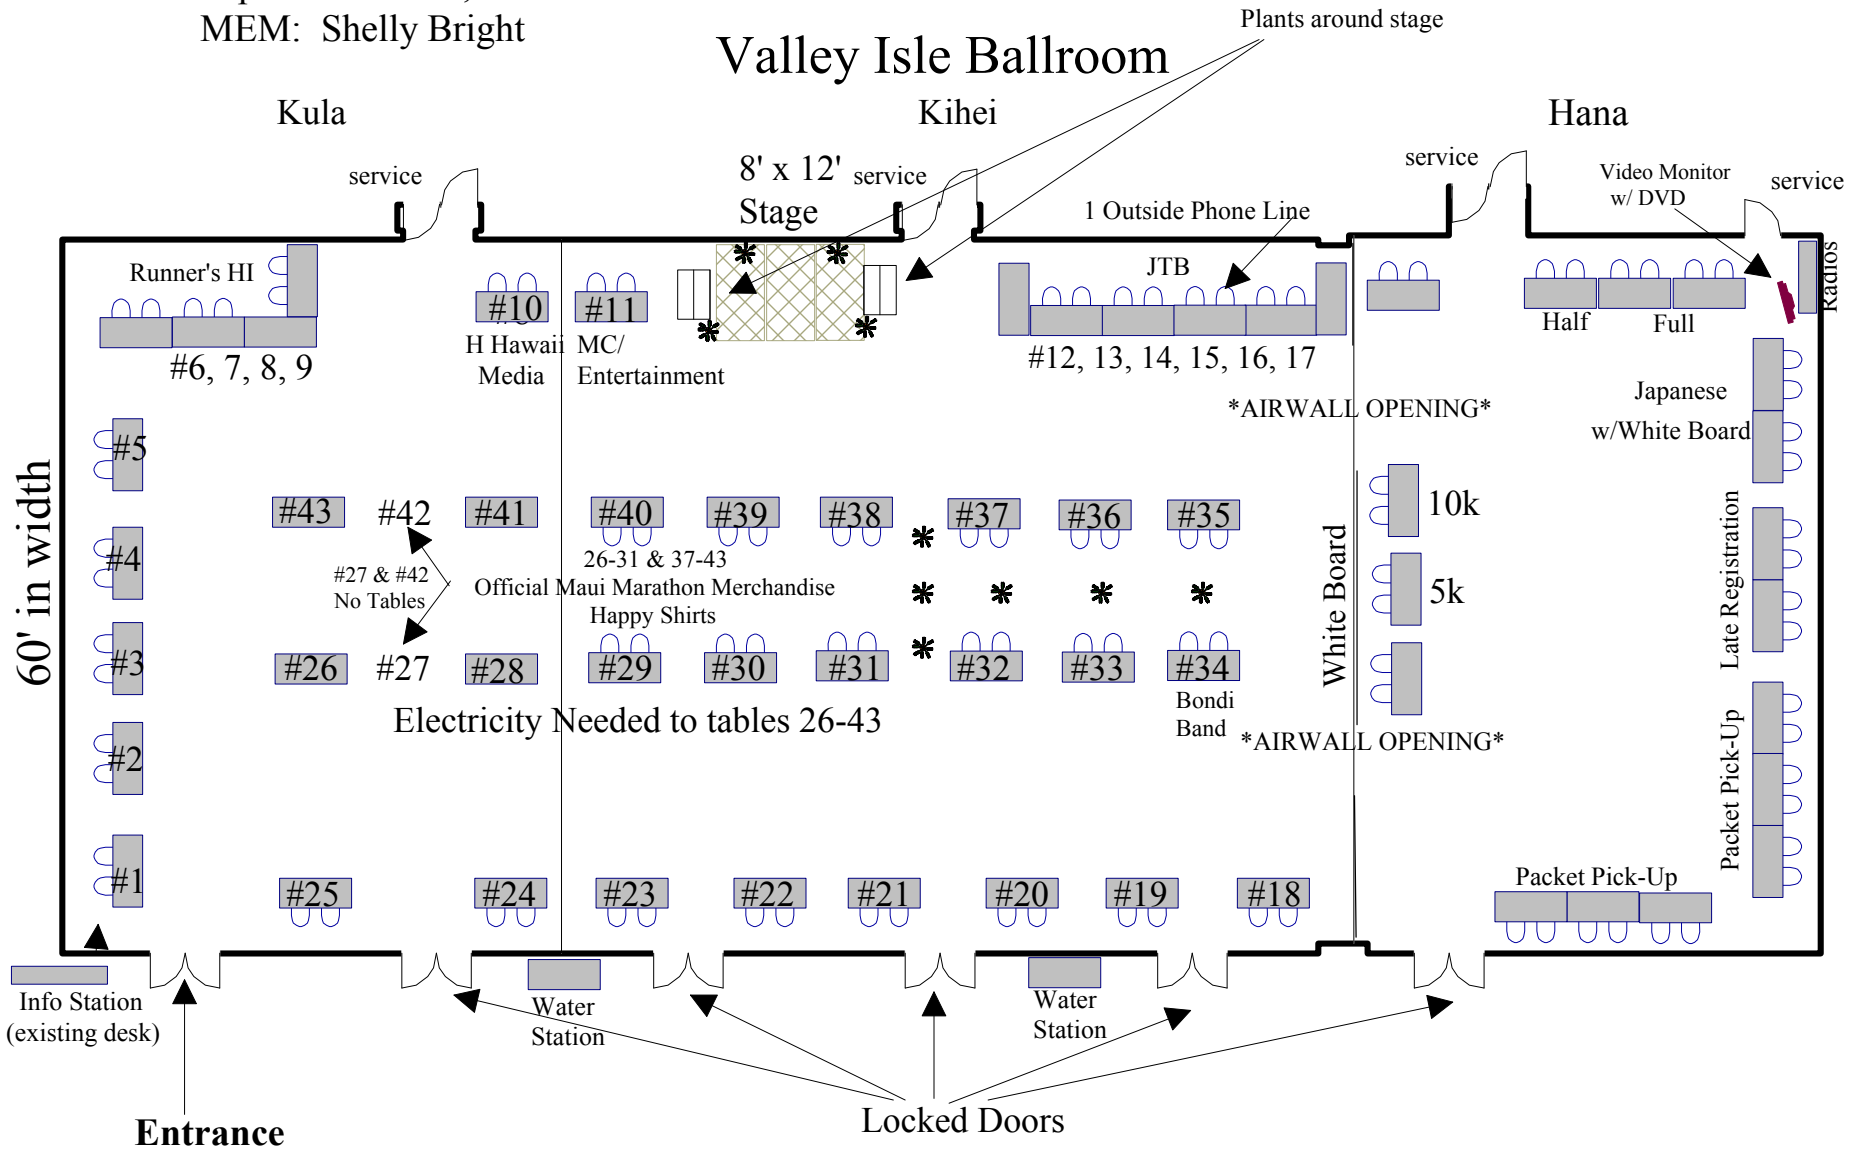 MEM: Shelly Bright
Plants around stage
Valley Isle Ballroom
Kula
Kihei
Hana
service
8' x 12'
Stage
service
service
Video Monitor
w/ DVD
service
1 Outside Phone Line
Runner's HI
JTB
Radios
#10
#11
H Hawaii
Media
MC/
Entertainment
Half
Full
#6, 7, 8, 9
#12, 13, 14, 15, 16, 17
Japanese
w/White Board
*AIRWALL OPENING*
60' in width
#5
#4
#3
#2
#1
#43
#42
#41
#40
#39
#38
#37
#36
#35
10k
#27 & #42
No Tables
26-31 & 37-43
Official Maui Marathon Merchandise
Happy Shirts
White Board
5k
Late Registration
#26
#27
#28
#29
#30
#31
#32
#33
#34
Bondi
Band
Electricity Needed to tables 26-43
*AIRWALL OPENING*
Packet Pick-Up
Packet Pick-Up
#25
#24
#23
#22
#21
#20
#19
#18
Info Station
(existing desk)
Water
Station
Water
Station
Entrance
Locked Doors